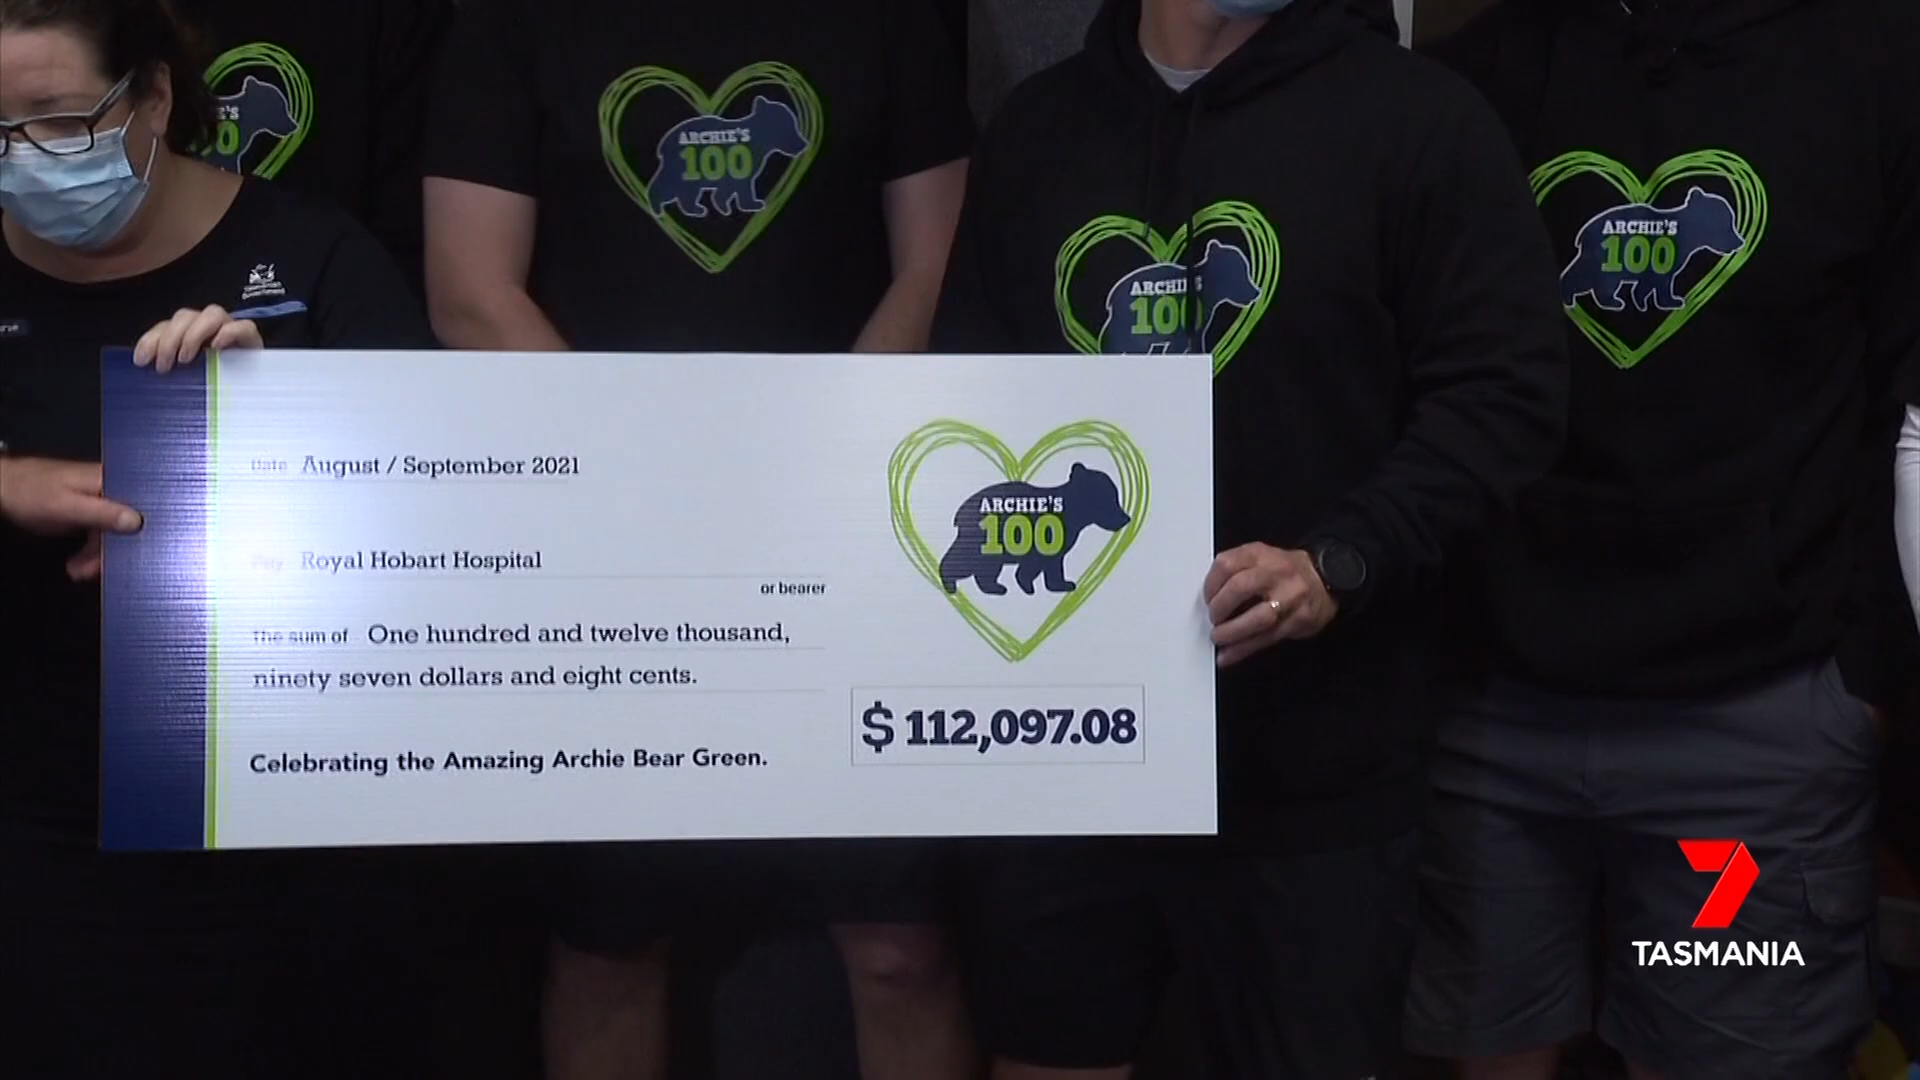 ARCHIE'S
100
ARCHIE'S
100
ARCHIE'S
100
Date August / September 2021
Pay Royal Hobart Hospital
or bearer
The sum of One hundred and twelve thousand,
ninety seven dollars and eight cents.
Celebrating the Amazing Archie Bear Green.
ARCHIE'S
100
$ 112,097.08
7
TASMANIA